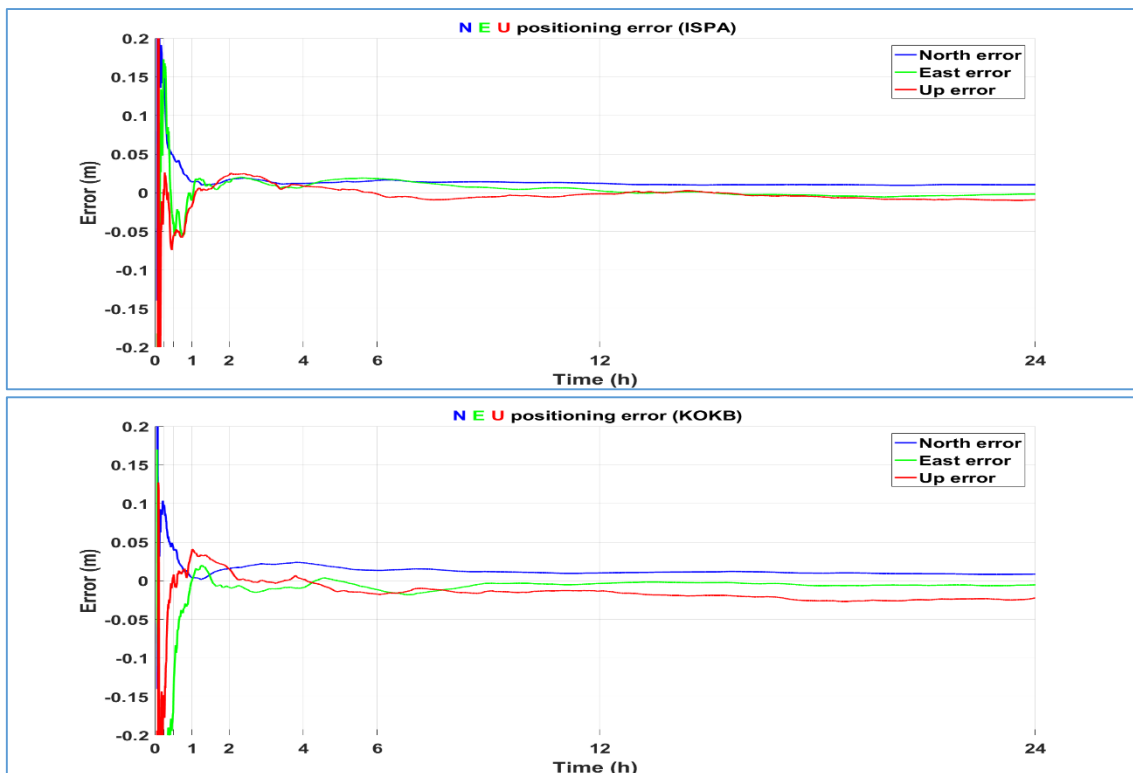 N E U positioning error (ISPA)
0.2
0.15
0.1
0.05
0
-0.05
-0.1
-0.15
-0.2
Error (m)
North error
East error
Up error
0 1 2 4 6 12 24
Time (h)
N E U positioning error (KOKB)
0.2
0.15
0.1
0.05
0
-0.05
-0.1
-0.15
-0.2
Error (m)
North error
East error
Up error
0 1 2 4 6 12 24
Time (h)